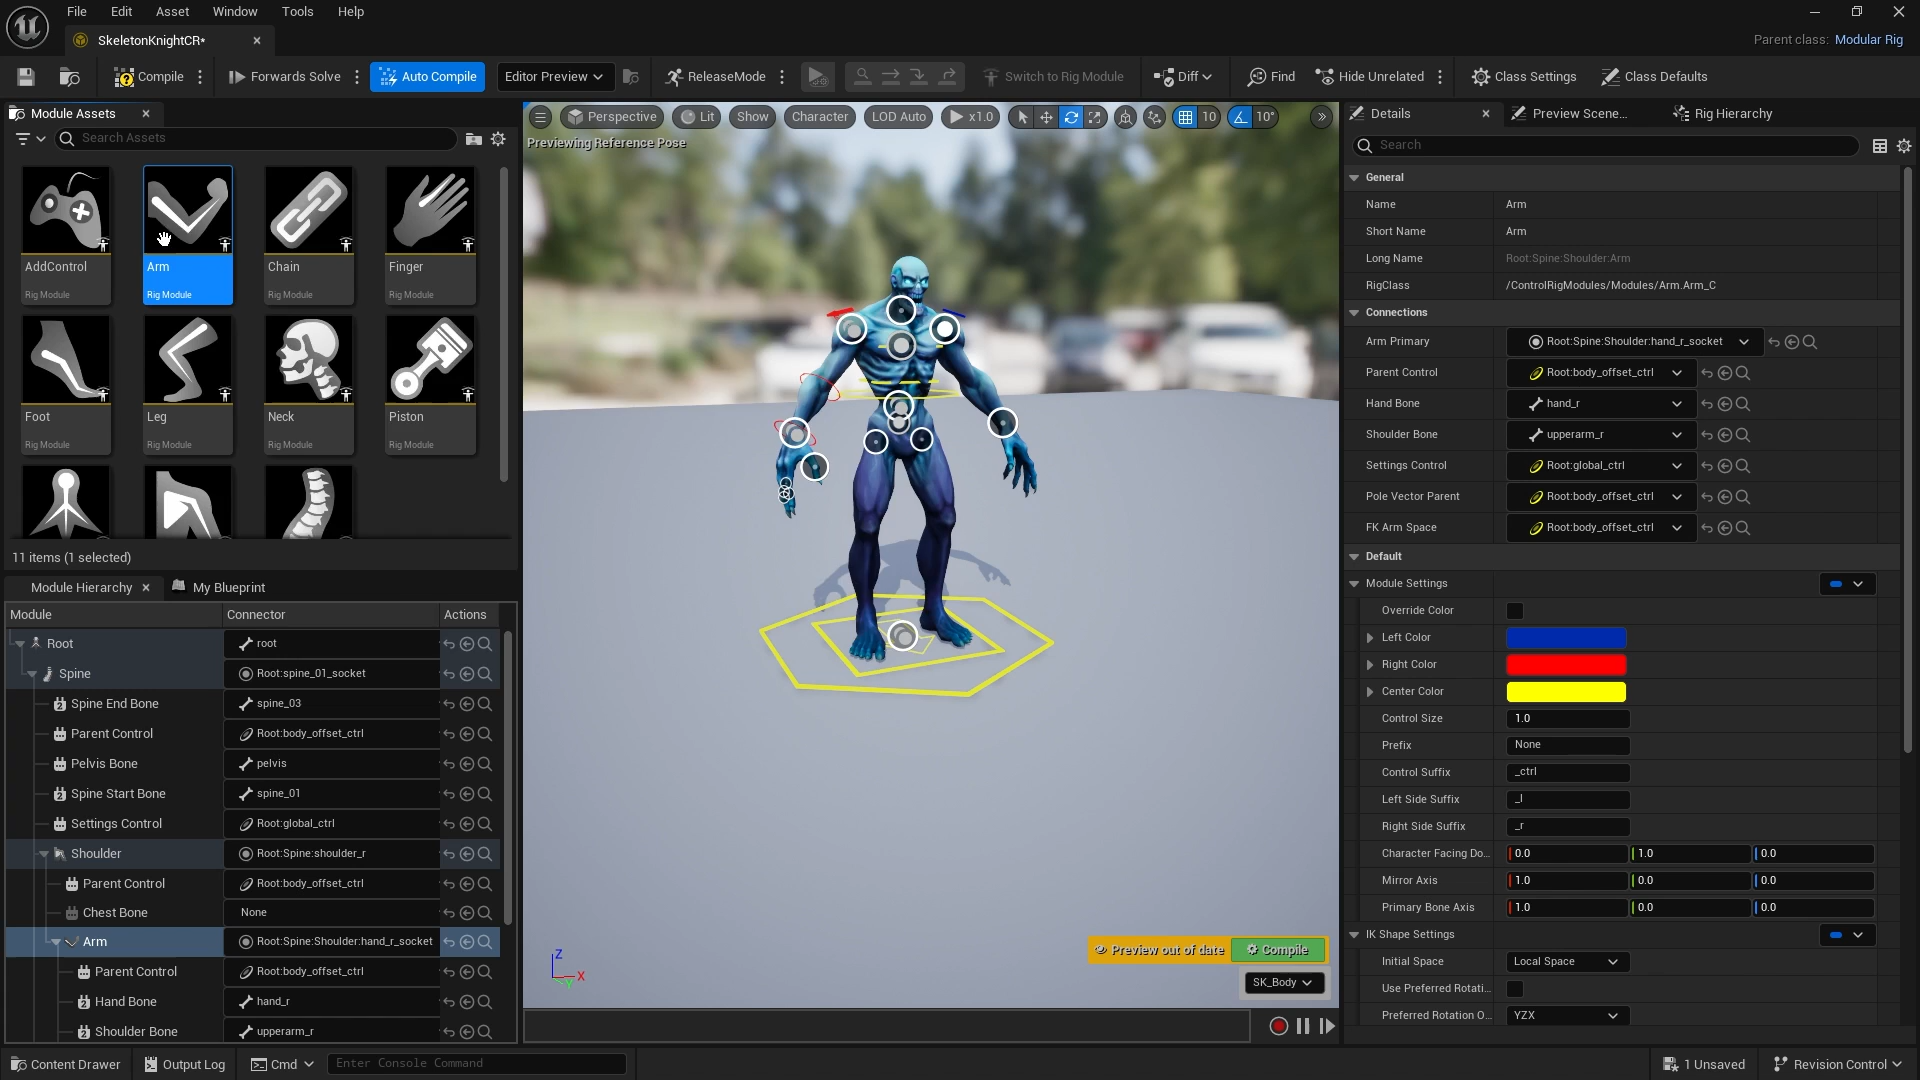 File Edit Asset Window Tools Help
SkeletonKnightCR*
Parent class: Modular Rig
Compile Forwards Solve Auto Compile Editor Preview ReleaseMode Switch to Rig Module Diff Find Hide Unrelated Class Settings Class Defaults
Module Assets
Search Assets
AddControl Arm Chain Finger
Rig Module Rig Module Rig Module Rig Module
Foot Leg Neck Piston
Rig Module Rig Module Rig Module Rig Module
11 items (1 selected)
Module Hierarchy My Blueprint
Module Connector Actions
Root root
Spine Root:spine_01_socket
Spine End Bone spine_03
Parent Control Root:body_offset_ctrl
Pelvis Bone pelvis
Spine Start Bone spine_01
Settings Control Root:global_ctrl
Shoulder Root:Spine:shoulder_r
Parent Control Root:body_offset_ctrl
Chest Bone None
Arm Root:Spine:Shoulder:hand_r_socket
Parent Control Root:body_offset_ctrl
Hand Bone hand_r
Shoulder Bone upperarm_r
Perspective Lit Show Character LOD Auto x1.0 10 10°
Previewing Reference Pose
Z
X
Y
Preview out of date Compile
SK_Body
Details Preview Scene... Rig Hierarchy
Search
General
Name Arm
Short Name Arm
Long Name Root:Spine:Shoulder:Arm
RigClass /ControlRigModules/Modules/Arm.Arm_C
Connections
Arm Primary Root:Spine:Shoulder:hand_r_socket
Parent Control Root:body_offset_ctrl
Hand Bone hand_r
Shoulder Bone upperarm_r
Settings Control Root:global_ctrl
Pole Vector Parent Root:body_offset_ctrl
FK Arm Space Root:body_offset_ctrl
Default
Module Settings
Override Color
Left Color
Right Color
Center Color
Control Size 1.0
Prefix None
Control Suffix _ctrl
Left Side Suffix _l
Right Side Suffix _r
Character Facing Do... 0.0 1.0 0.0
Mirror Axis 1.0 0.0 0.0
Primary Bone Axis 1.0 0.0 0.0
IK Shape Settings
Initial Space Local Space
Use Preferred Rotati...
Preferred Rotation O... YZX
Content Drawer Output Log Cmd Enter Console Command
1 Unsaved Revision Control